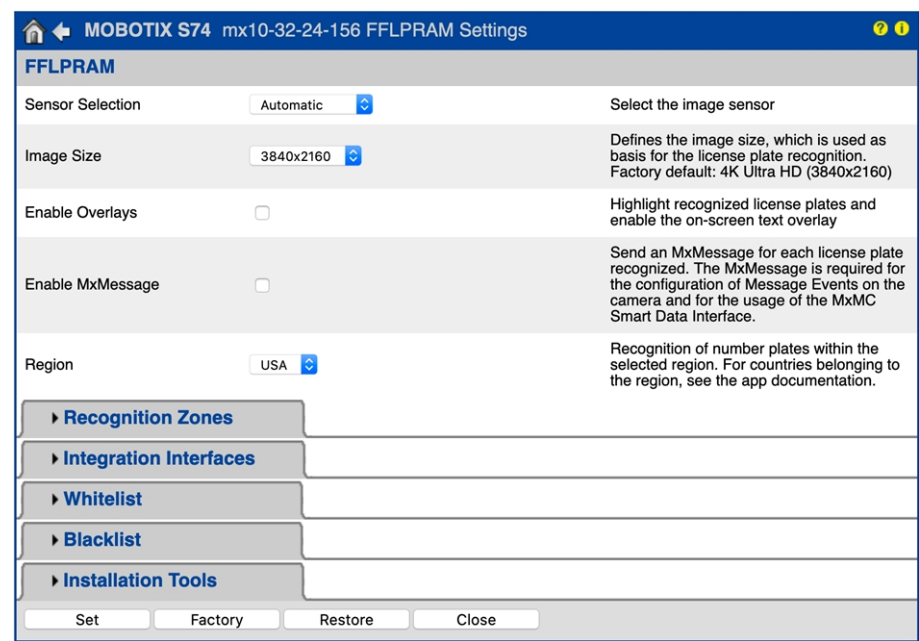 MOBOTIX S74 mx10-32-24-156 FFLPRAM Settings ? i
FFLPRAM
Sensor Selection
Automatic
Select the image sensor
Image Size
3840x2160
Defines the image size, which is used as
basis for the license plate recognition.
Factory default: 4K Ultra HD (3840x2160)
Enable Overlays
Highlight recognized license plates and
enable the on-screen text overlay
Enable MxMessage
Send an MxMessage for each license plate
recognized. The MxMessage is required for
the configuration of Message Events on the
camera and for the usage of the MxMC
Smart Data Interface.
Region
USA
Recognition of number plates within the
selected region. For countries belonging to
the region, see the app documentation.
Recognition Zones
Integration Interfaces
Whitelist
Blacklist
Installation Tools
Set Factory Restore Close